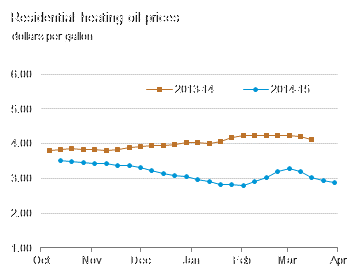 Residential heating oil prices
dollars per gallon
6.00
2013-14 2014-15
5.00
4.00
3.00
2.00
1.00
Oct Nov Dec Jan Feb Mar Apr